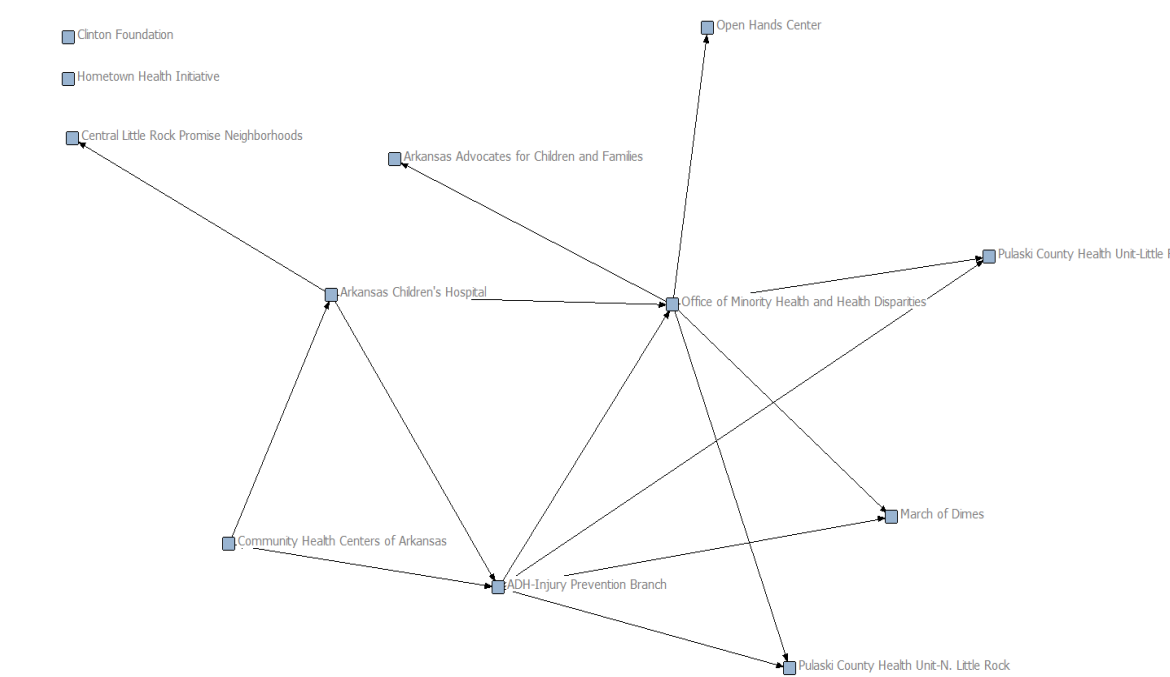 Open Hands Center
Clinton Foundation
Hometown Health Initiative
Central Little Rock Promise Neighborhoods
Arkansas Advocates for Children and Families
Pulaski County Health Unit-Little
Arkansas Children's Hospital
Office of Minority Health and Health Disparities
March of Dimes
Community Health Centers of Arkansas
ADH-Injury Prevention Branch
Pulaski County Health Unit-N. Little Rock